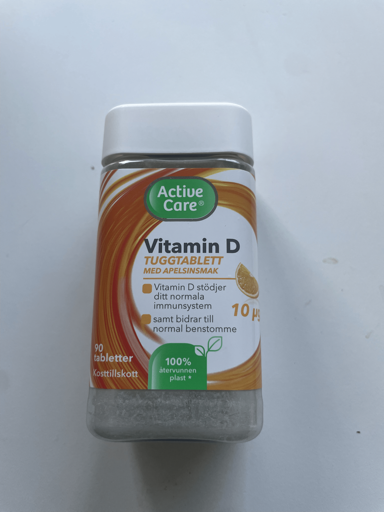 Active
Care®
Vitamin D
TUGGTABLETT
MED APELSINSMAK
Vitamin D stödjer
ditt normala
immunsystem
10 µg
samt bidrar till
normal benstomme
90
tabletter
Kosttillskott
100%
återvunnen
plast *